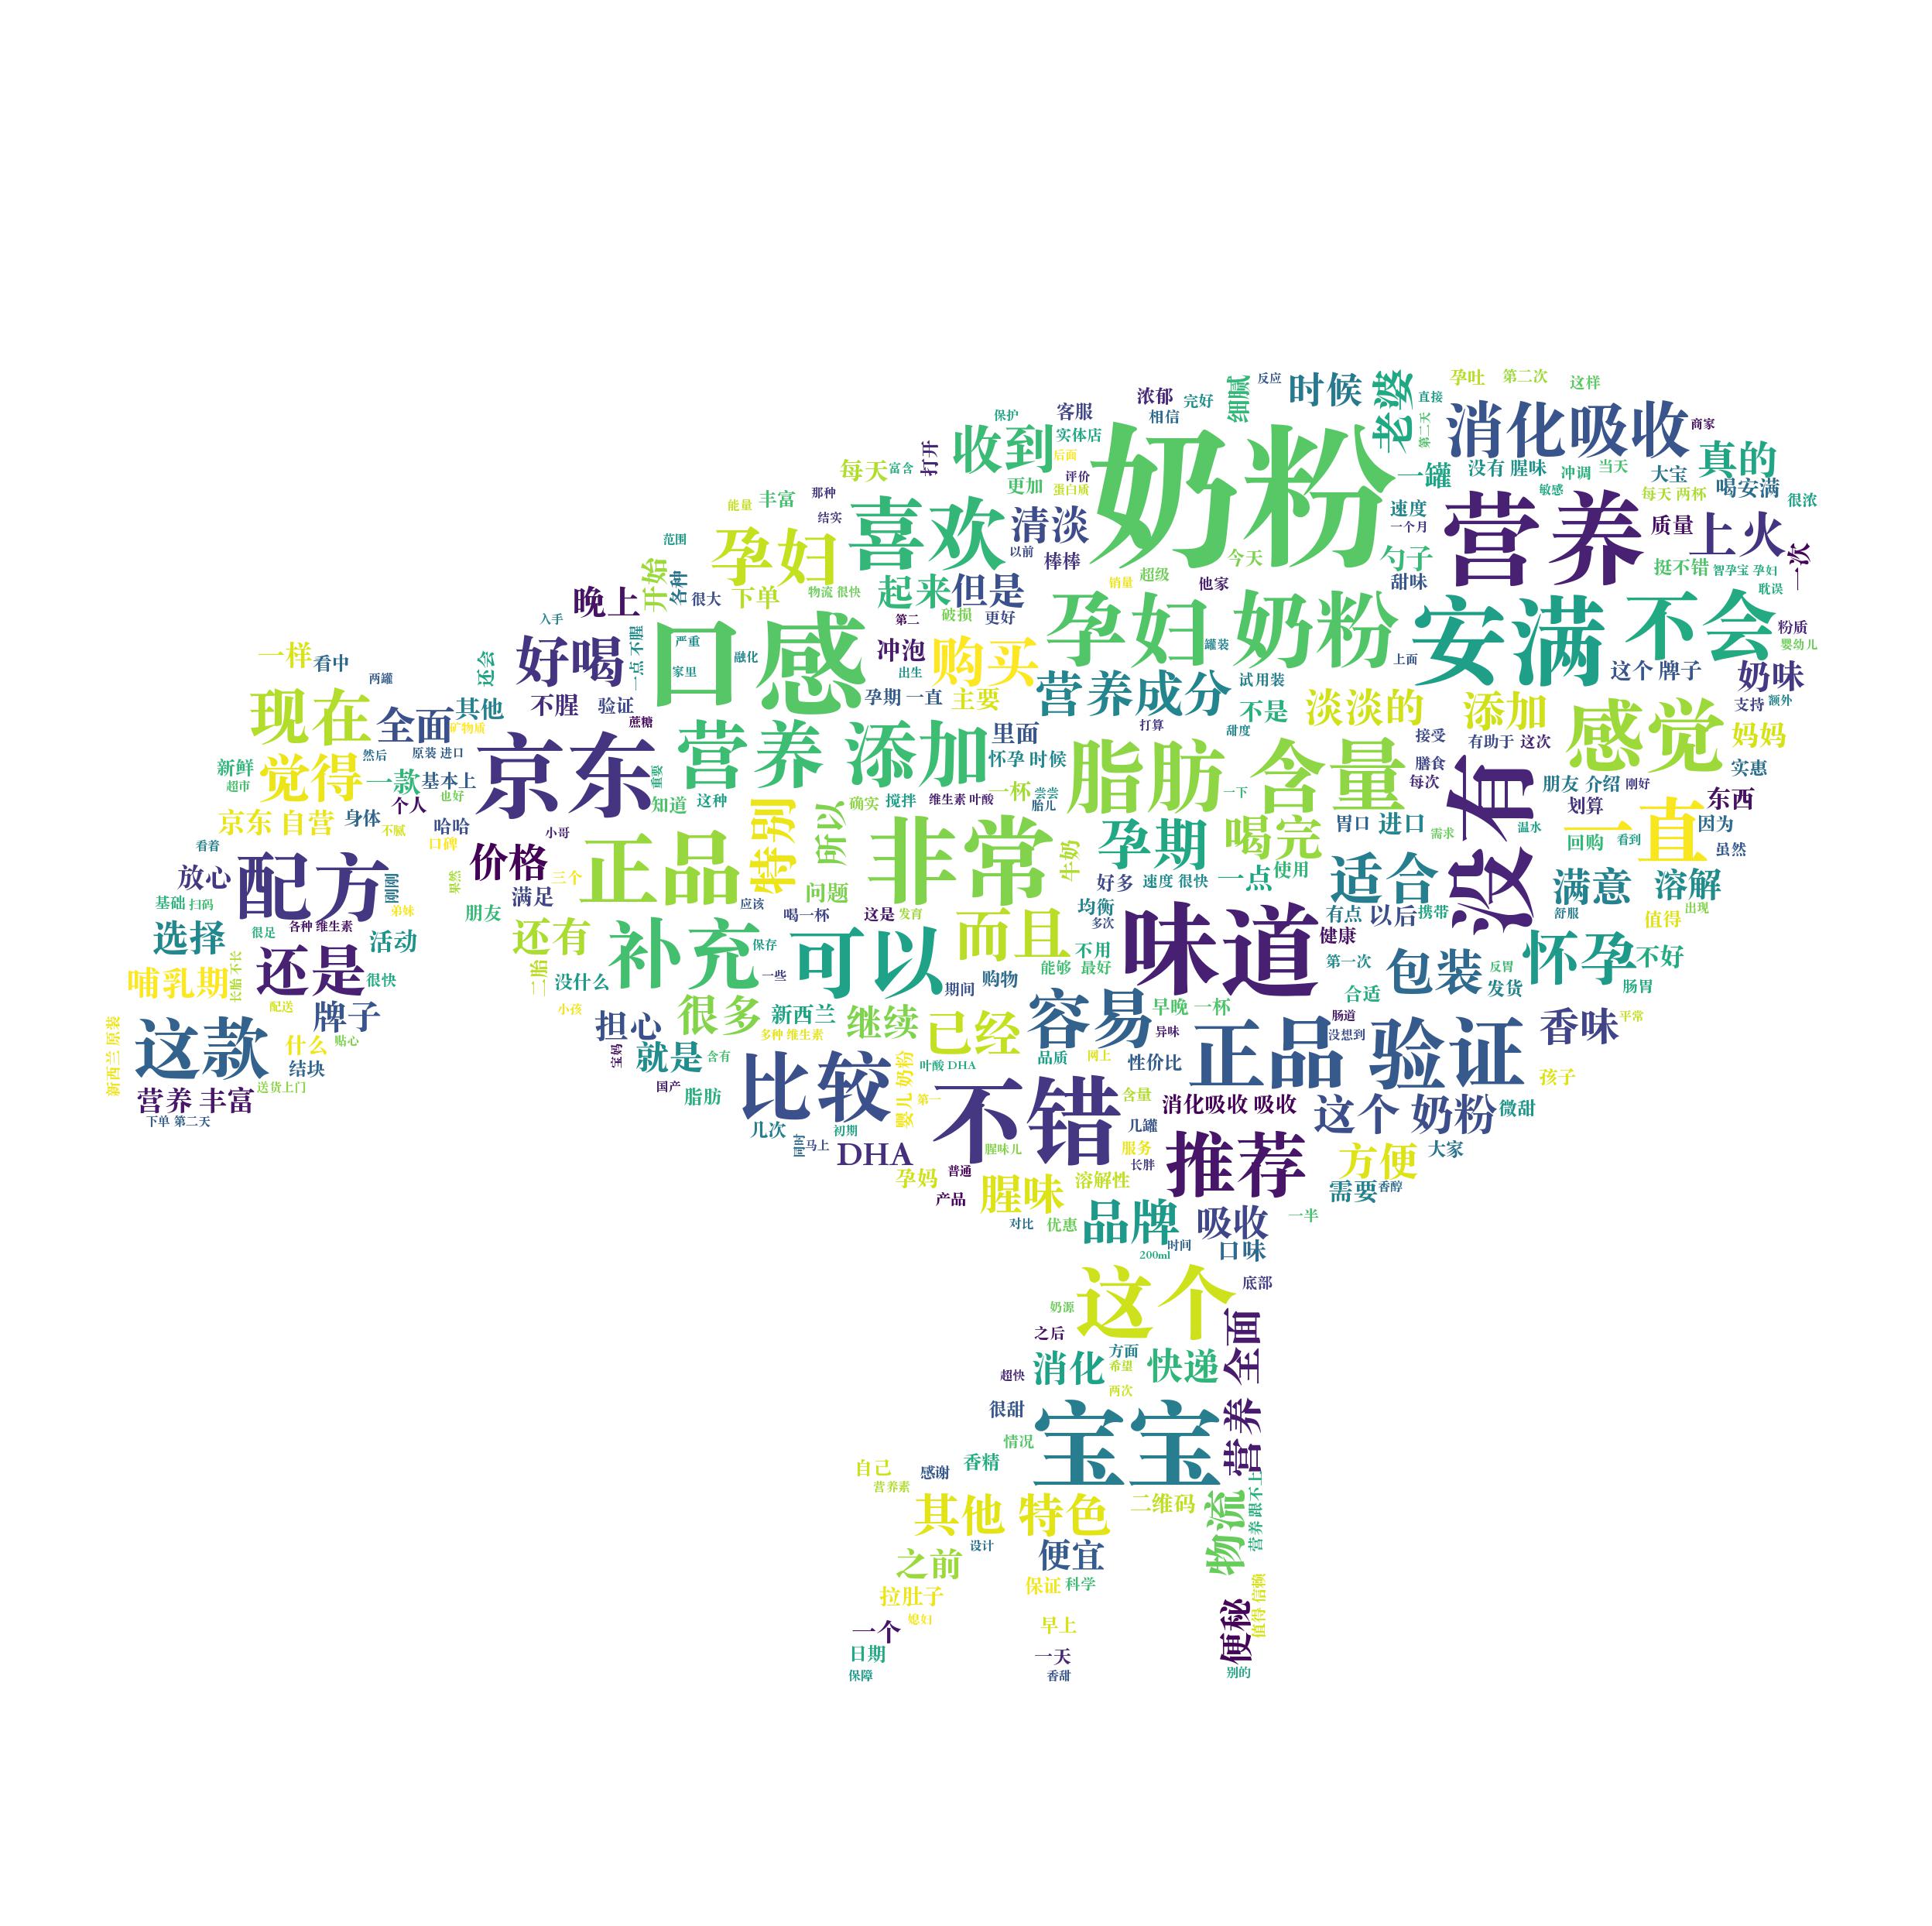 孕吐 第二次 这样
反应
时候
老婆
直接
细腻
浓郁
完好
相信
客服
保护
收到
实体店
后面
奶粉
第二天
消化吸收
商家
真的
打开
每天
富含
更加
评价
蛋白质
一罐
没有 腥味
冲调
当天
大宝
喝安满
敏感
每天 两杯
很浓
能量
丰富
那种
结实
喜欢
清淡
以前
棒棒
速度
一个月
营养
质量
上火
一次
范围
孕妇
今天
勺子
挺不错
智孕宝 孕妇
耽误
开始
各种
很大
下单
物流 很快
起来
但是
销量
超级
他家
甜味
晚上
入手
破损
更好
第二
孕妇 奶粉
罐装
上面
安满
不会
粉质
婴幼儿
一样
看中
两罐
还会
好喝
一点 不腥
严重
家里
口感
融化
冲泡
出生
购买
营养成分
试用装
这个 牌子
奶味
现在
全面
其他
矿物质
不腥
验证
蔗糖
孕期 一直
主要
打算
不是
甜度
淡淡的
添加
支持
额外
感觉
妈妈
新鲜
超市
觉得
然后
原装 进口
一款
基本上
也好
个人
京东
重要
营养 添加
里面
怀孕 时候
脂肪 含量
接受
有助于 这次
膳食
每次
没有
朋友 介绍
刚好
实惠
划算
东西
知道
这种
特别
所以
确实
搅拌
维生素 叶酸
一杯
尝尝
胎儿
一下
京东 自营
身体
不腻
哈哈
口碑
小哥
孕期
喝完
胃口
进口
需求
温水
一直
回购
看到
因为
虽然
看着
放心
配方
刚刚
价格
果然
三个
正品
问题
非常
牛奶
好多
速度 很快
一点
使用
适合
满意
溶解
基础
扫码
弟妹
朋友
满足
应该
喝一杯
这是
发育
均衡
多次
有点
以后
携带
舒服
值得
出现
很足
各种 维生素
选择
活动
还有
补充
保存
可以
而且
不用
能够
最好
味道
健康
第一次
包装
反胃
发货
怀孕
不好
肠胃
哺乳期
长胎 不长
还是
很快
二胎
没什么
一些
期间
购物
合适
配送
牌子
小孩
担心
很多
新西兰
多种 维生素
继续
已经
容易
早晚 一杯
异味
肠道
没想到
香味
平常
新西兰 原装
这款
什么
贴心
结块
宝妈
就是
含有
国产
脂肪
比较
婴儿 奶粉
叶酸 DHA
品质
网上
性价比
正品 验证
孩子
营养 丰富
送货上门
下单 第二天
几次
初期
马上
DHA
第一
不错
含量
几罐
消化吸收 吸收
这个 奶粉
微甜
腥味儿
服务
长胖
推荐
方便
大家
孕妈
普通
产品
腥味
溶解性
需要
香醇
对比
优惠
品牌
吸收
一半
200ml
时间
口味
这个
底部
奶源
之后
方面
希望
消化
快递
营养 全面
超快
两次
很甜
宝宝
情况
香精
自己
感谢
营养素
其他 特色
二维码
物流
营养 跟不上
设计
之前
便宜
保证
科学
拉肚子
媳妇
值得 信赖
一个
早上
便秘
日期
一天
保障
香甜
别的